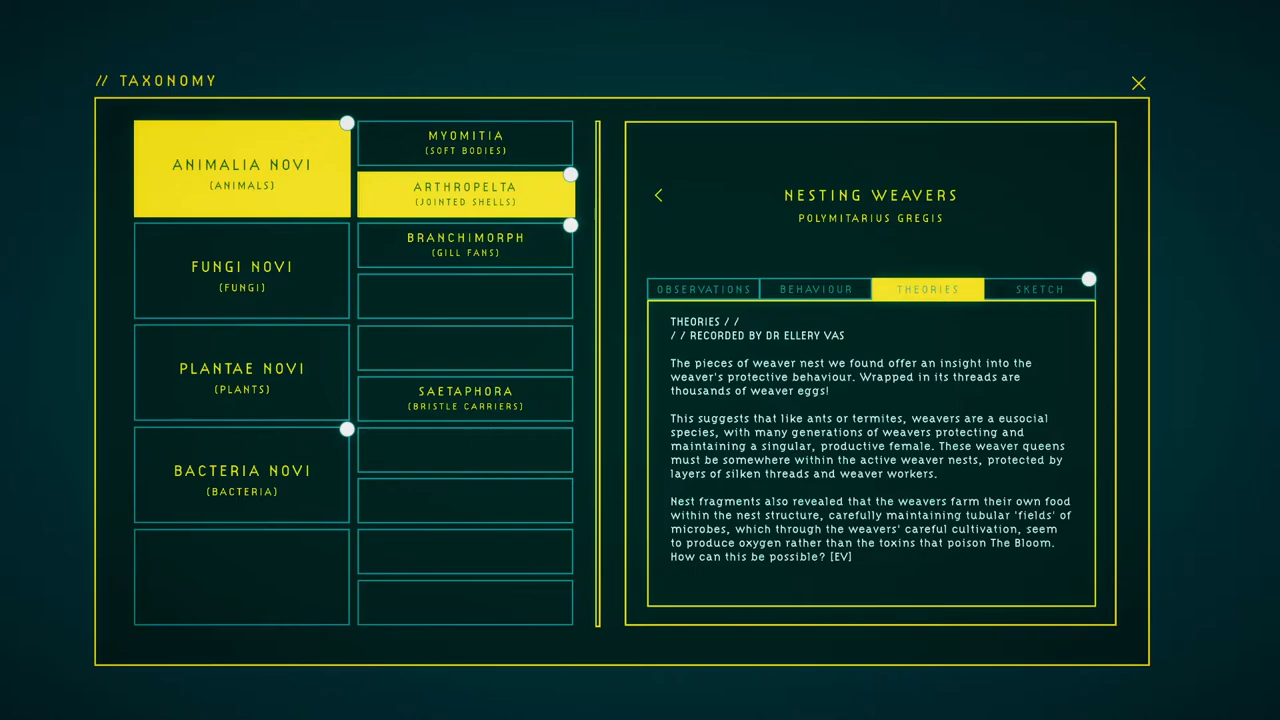 // TAXONOMY
ANIMALIA NOVI
(ANIMALS)
FUNGI NOVI
(FUNGI)
PLANTAE NOVI
(PLANTS)
BACTERIA NOVI
(BACTERIA)
MYOMITIA
(SOFT BODIES)
ARTHROPELTA
(JOINTED SHELLS)
BRANCHIMORPH
(GILL FANS)
SAETAPHORA
(BRISTLE CARRIERS)
NESTING WEAVERS
POLYMITARIUS GREGIS
OBSERVATIONS
BEHAVIOUR
THEORIES
SKETCH
THEORIES / /
/ / RECORDED BY DR ELLERY VAS
The pieces of weaver nest we found offer an insight into the
weaver's protective behaviour. Wrapped in its threads are
thousands of weaver eggs!
This suggests that like ants or termites, weavers are a eusocial
species, with many generations of weavers protecting and
maintaining a singular, productive female. These weaver queens
must be somewhere within the active weaver nests, protected by
layers of silken threads and weaver workers.
Nest fragments also revealed that the weavers farm their own food
within the nest structure, carefully maintaining tubular 'fields' of
microbes, which through the weavers' careful cultivation, seem
to produce oxygen rather than the toxins that poison The Bloom.
How can this be possible? [EV]